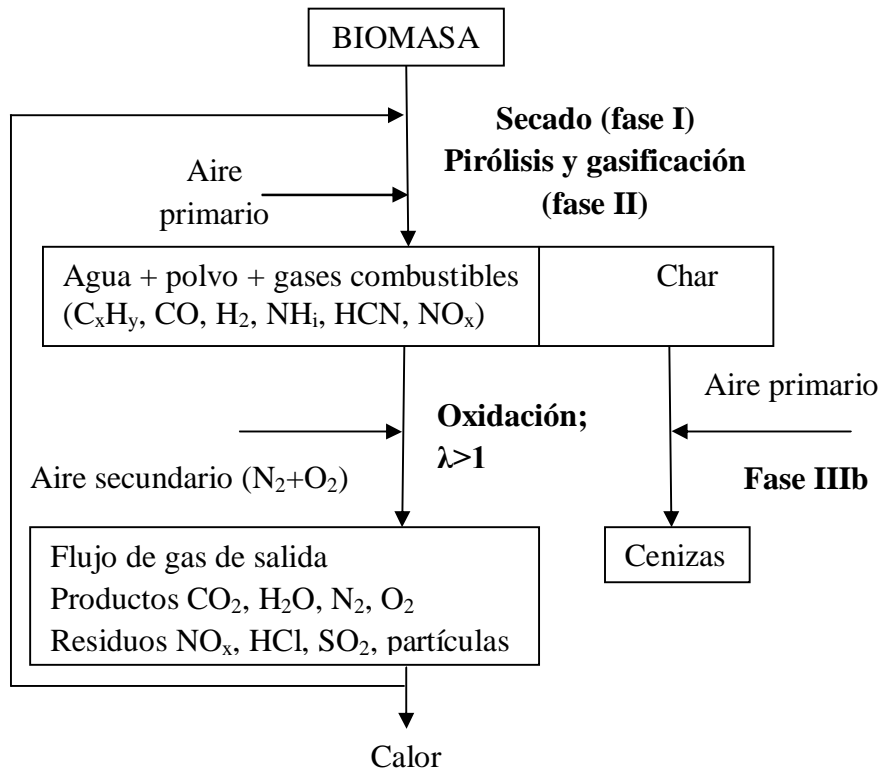 BIOMASA
Secado (fase I)
Pirólisis y gasificación
(fase II)
Aire
primario
Agua + polvo + gases combustibles
(CxHy, CO, H2, NHi, HCN, NOx)
Char
Aire primario
Oxidación;
λ>1
Aire secundario (N2+O2)
Fase IIIb
Flujo de gas de salida
Productos CO2, H2O, N2, O2
Residuos NOx, HCl, SO2, partículas
Cenizas
Calor